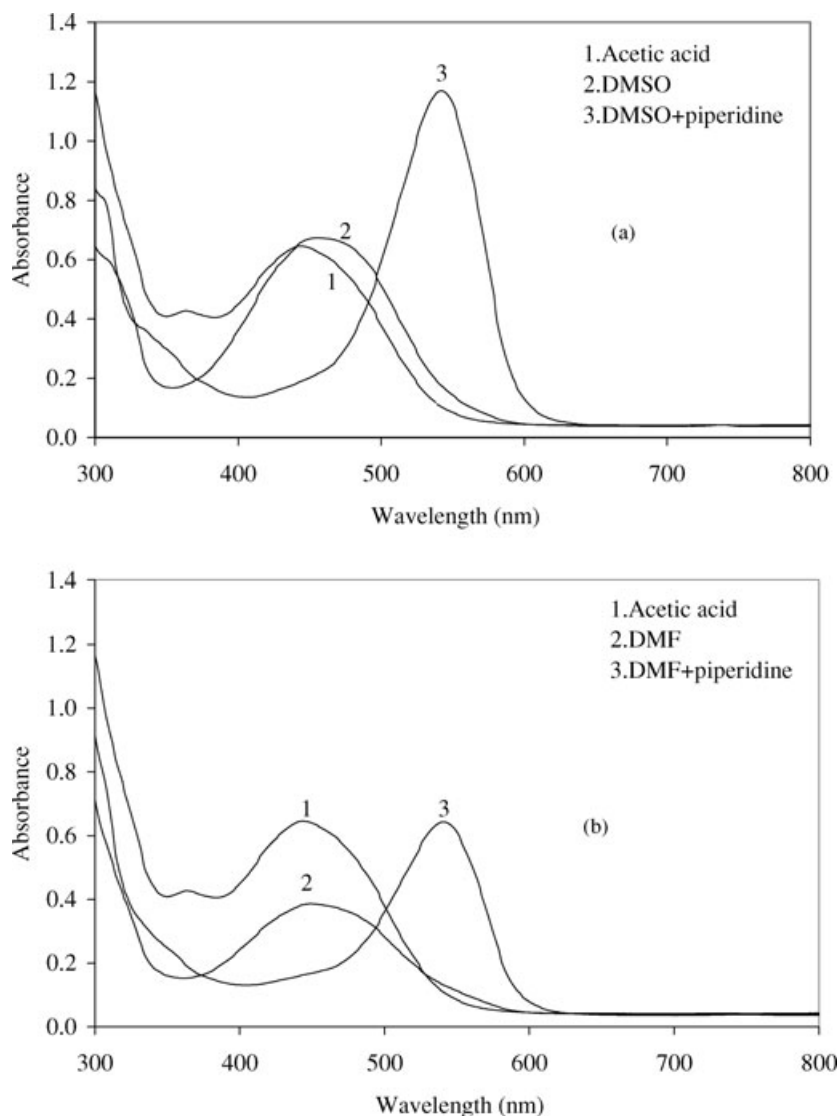 1.4
1.2
1.0
0.8
0.6
0.4
0.2
0.0
Absorbance
300 400 500 600 700 800
Wavelength (nm)
1.Acetic acid
2.DMSO
3.DMSO+piperidine
(a)
3
2
1
1.4
1.2
1.0
0.8
0.6
0.4
0.2
0.0
Absorbance
300 400 500 600 700 800
Wavelength (nm)
1.Acetic acid
2.DMF
3.DMF+piperidine
(b)
1
2
3